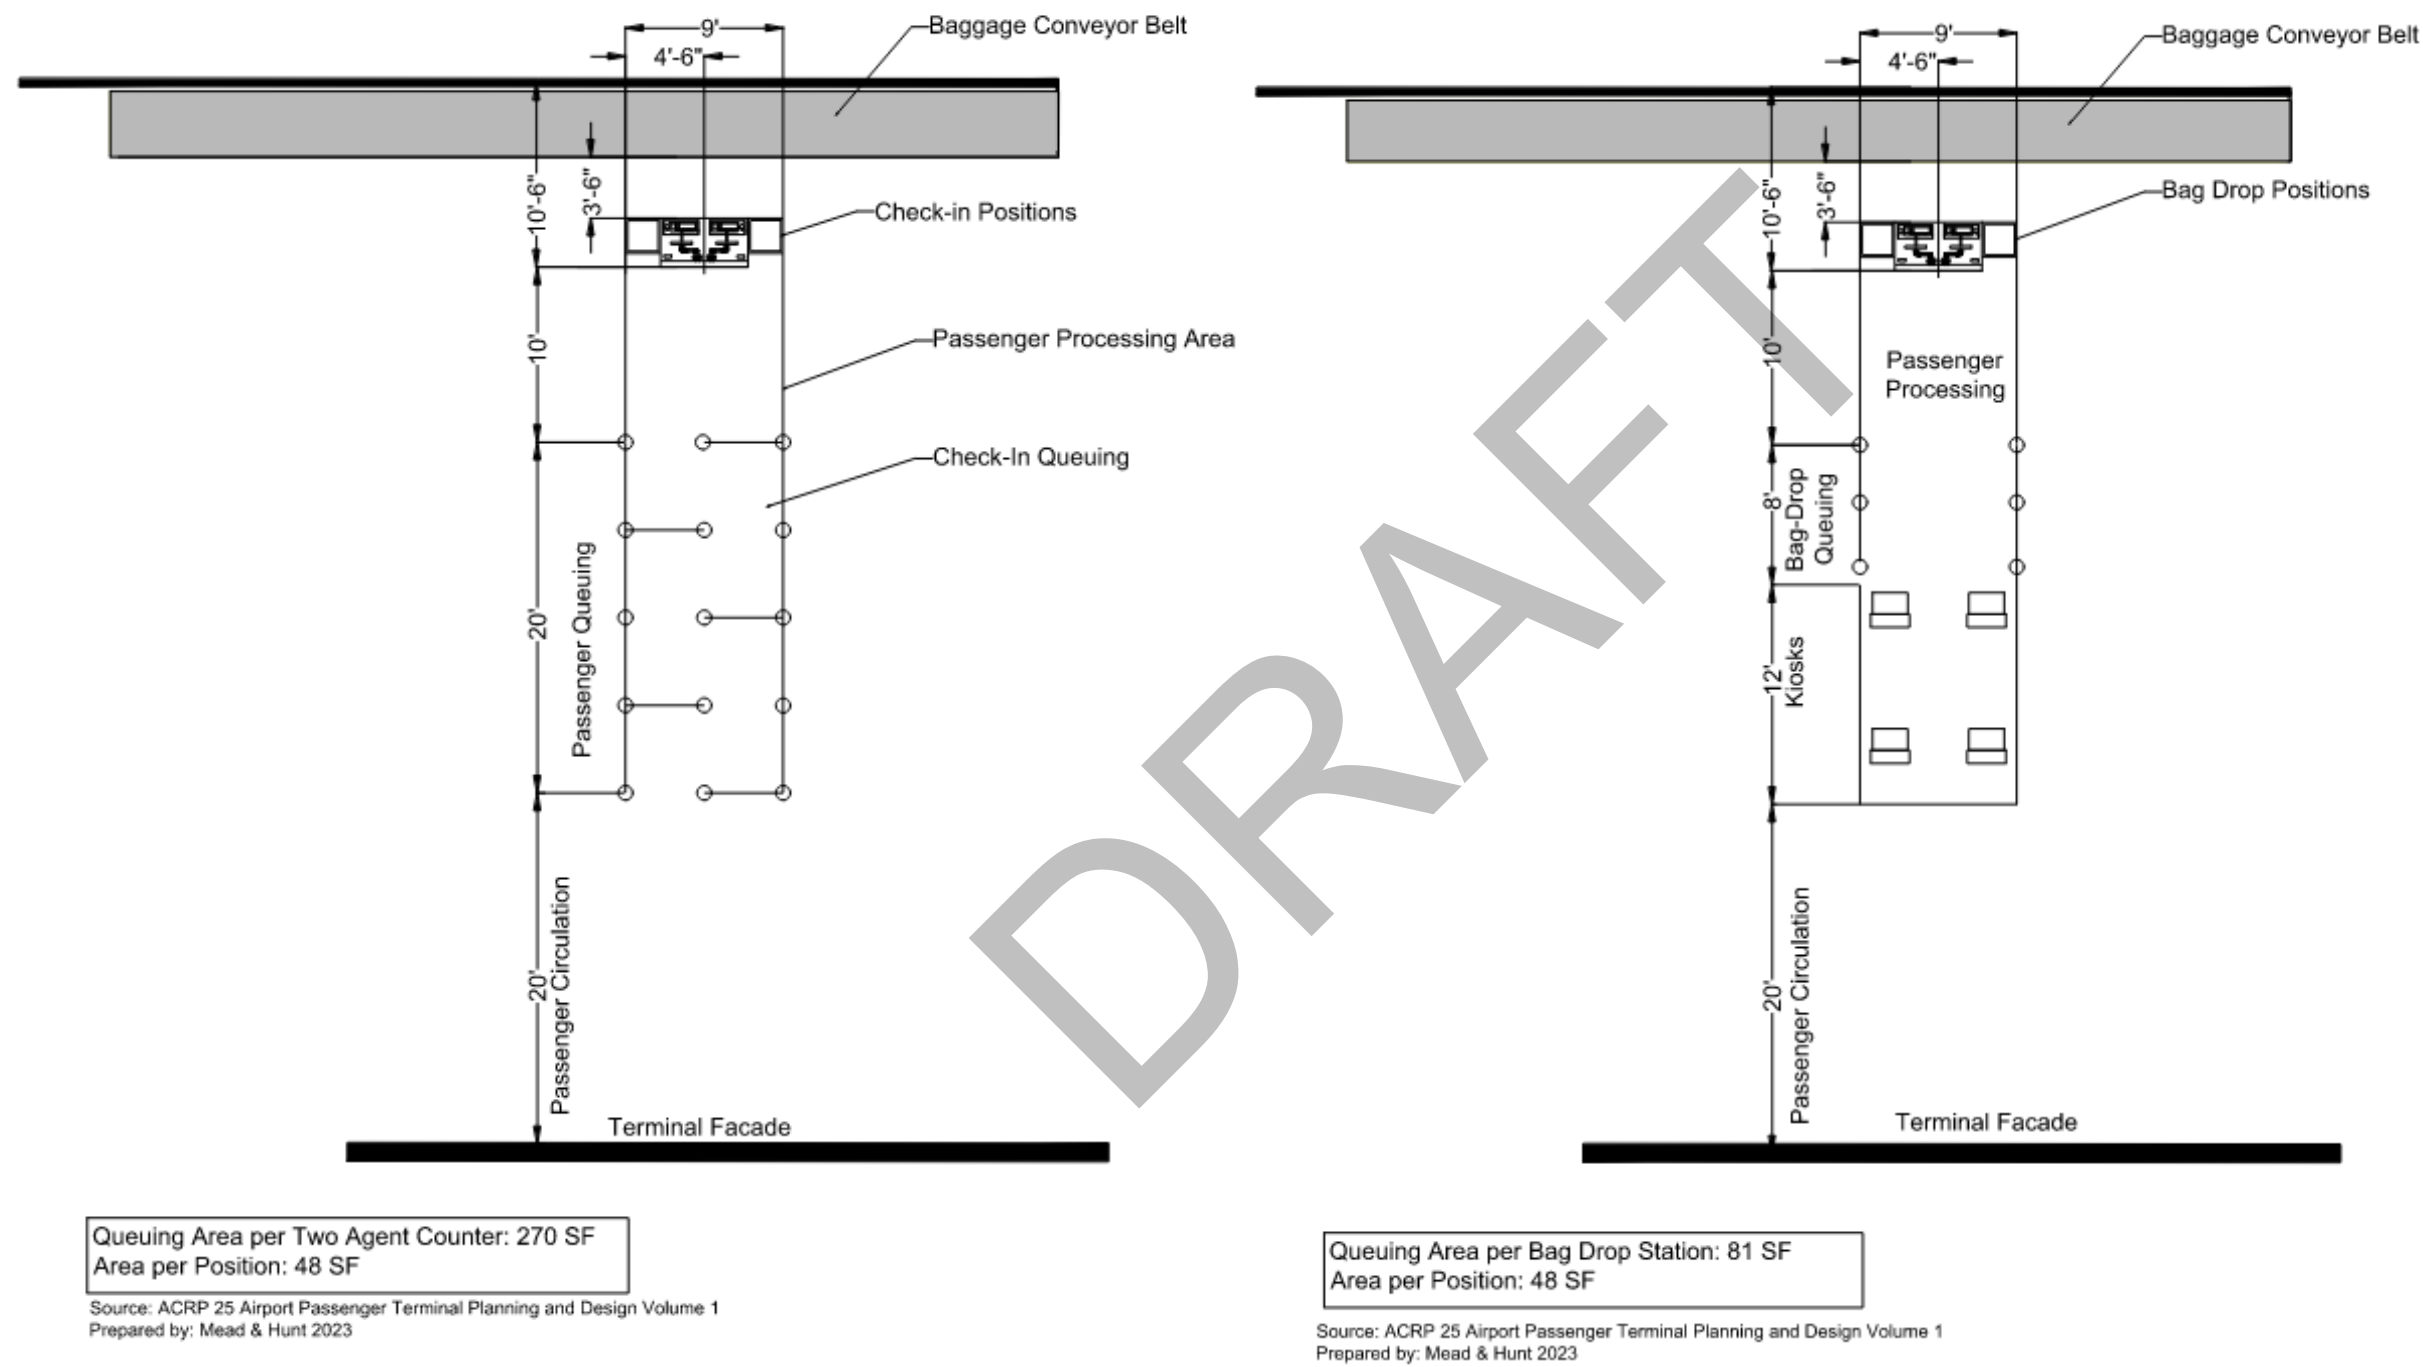 9'
4'-6"
Baggage Conveyor Belt
10'-6"
3'-6"
Check-in Positions
10'
Passenger Processing Area
Check-In Queuing
20'
Passenger Queuing
20'
Passenger Circulation
Terminal Facade
Queuing Area per Two Agent Counter: 270 SF
Area per Position: 48 SF
Source: ACRP 25 Airport Passenger Terminal Planning and Design Volume 1
Prepared by: Mead & Hunt 2023
DRAFT
9'
4'-6"
Baggage Conveyor Belt
10'-6"
3'-6"
Bag Drop Positions
10'
Passenger
Processing
8'
Bag-Drop
Queuing
12'
Kiosks
20'
Passenger Circulation
Terminal Facade
Queuing Area per Bag Drop Station: 81 SF
Area per Position: 48 SF
Source: ACRP 25 Airport Passenger Terminal Planning and Design Volume 1
Prepared by: Mead & Hunt 2023